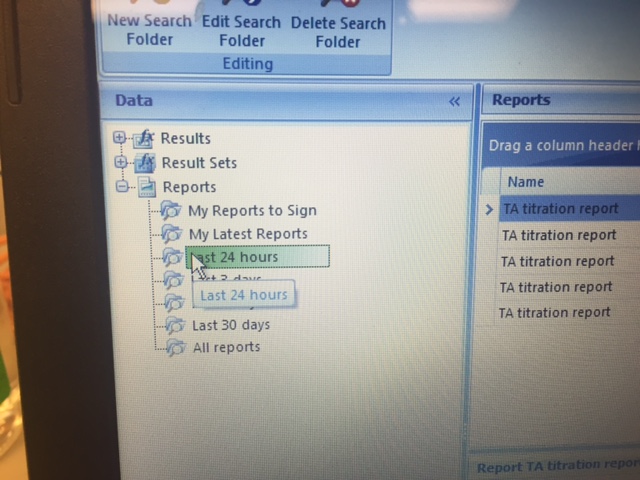 New Search Folder
Edit Search Folder
Delete Search Folder
Editing
Data
«
Reports
Drag a column header
Results
Result Sets
Reports
My Reports to Sign
My Latest Reports
Last 24 hours
Last 3 days
Last 24 hours
Last 30 days
All reports
Name
TA titration report
TA titration report
TA titration report
TA titration report
TA titration report
Report TA titration repor